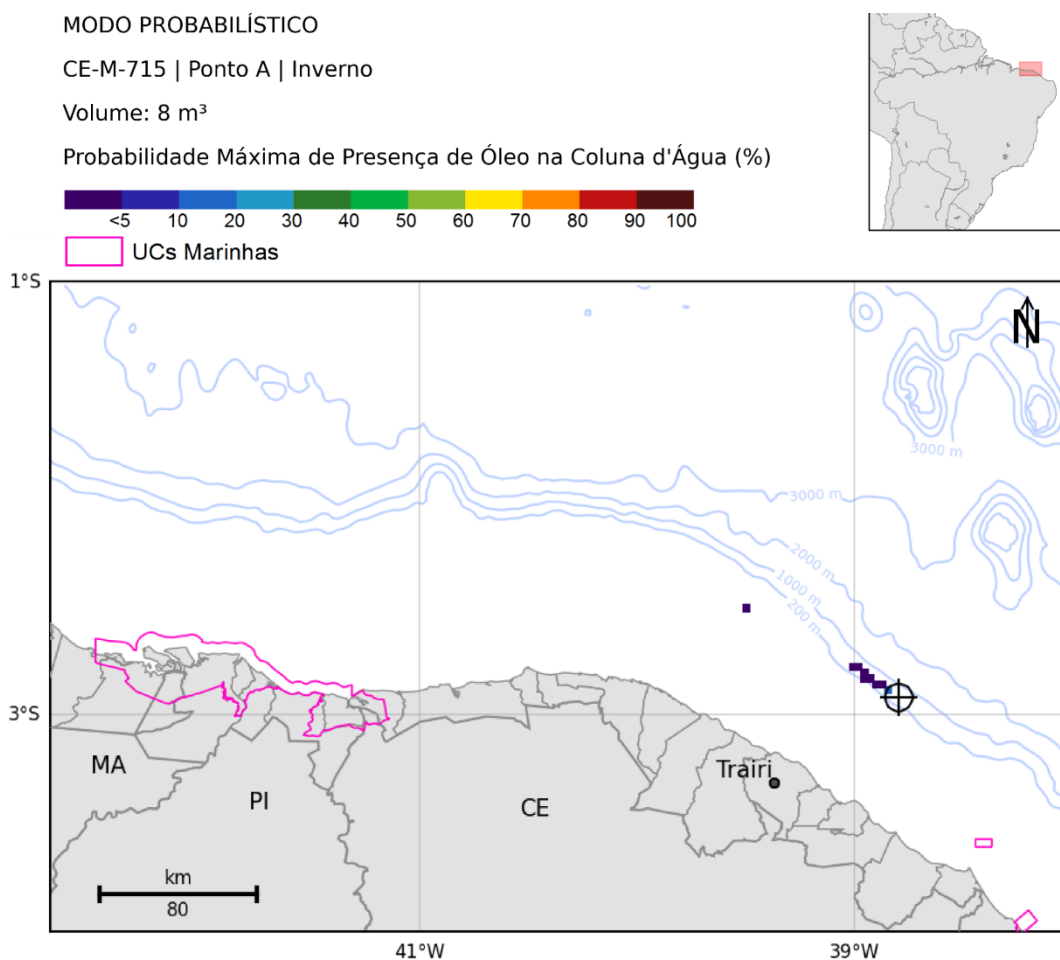 MODO PROBABILÍSTICO
CE-M-715 | Ponto A | Inverno
Volume: 8 m³
Probabilidade Máxima de Presença de Óleo na Coluna d'Água (%)
<5 10 20 30 40 50 60 70 80 90 100
UCs Marinhas
1°S
N
3000 m
3000 m
2000 m
1000 m
200 m
3°S
MA
PI
CE
Trairi
km
80
41°W
39°W